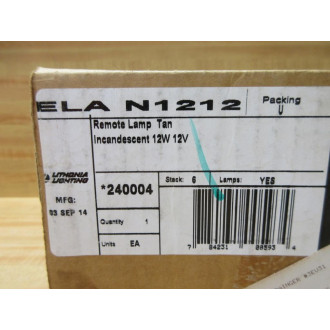 ELA N1212
Packing
U
Remote Lamp Tan
Incandescent 12W 12V
LITHONIA
LIGHTING
*240004
Stack: 6 Lamps: YES
MFG:
03 SEP 14
Quantity 1
Units EA